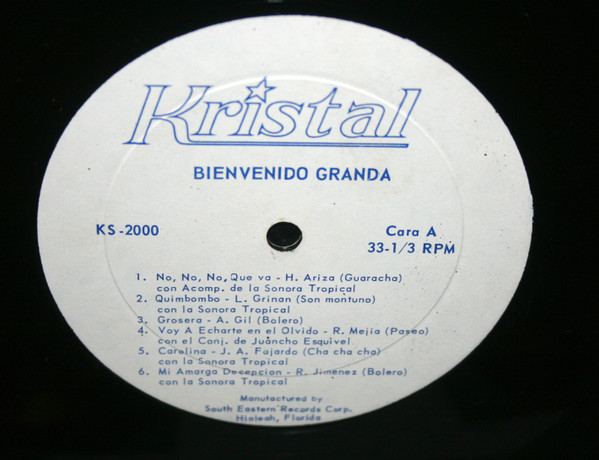 Kristal
BIENVENIDO GRANDA
KS-2000
Cara A
33-1/3 RPM
1. No, No, No, Que va - H. Ariza (Guaracha)
con Acomp. de la Sonora Tropical
2. Quimbombo - L. Grinan (Son montuno)
con la Sonora Tropical
3. Grosera - A. Gil (Bolero)
4. Voy A Echarte en el Olvido - R. Mejia (Paseo)
con el Conj. de Juancho Esquivel
5. Carolina - J. A. Fajardo (Cha cha cha)
con la Sonora Tropical
6. Mi Amarga Decepcion - R. Jimenez (Bolero)
con la Sonora Tropical
Manufactured by
South Eastern Records Corp.
Hialeah, Florida